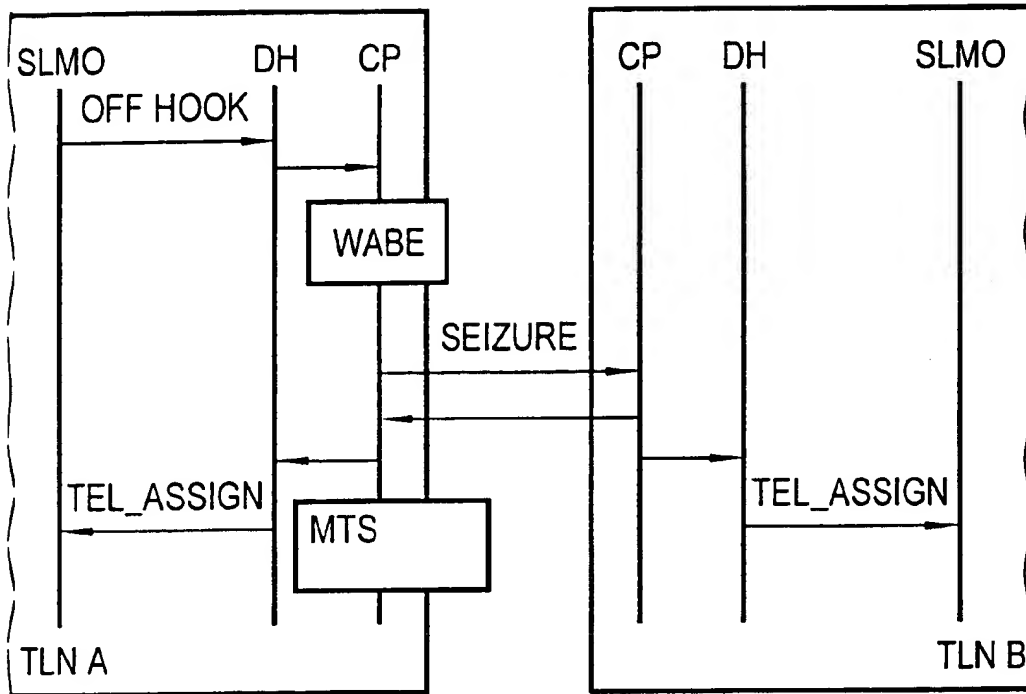 SLMO DH CP CP DH SLMO
OFF HOOK
WABE
SEIZURE
TEL_ASSIGN TEL_ASSIGN
MTS
TLN A TLN B